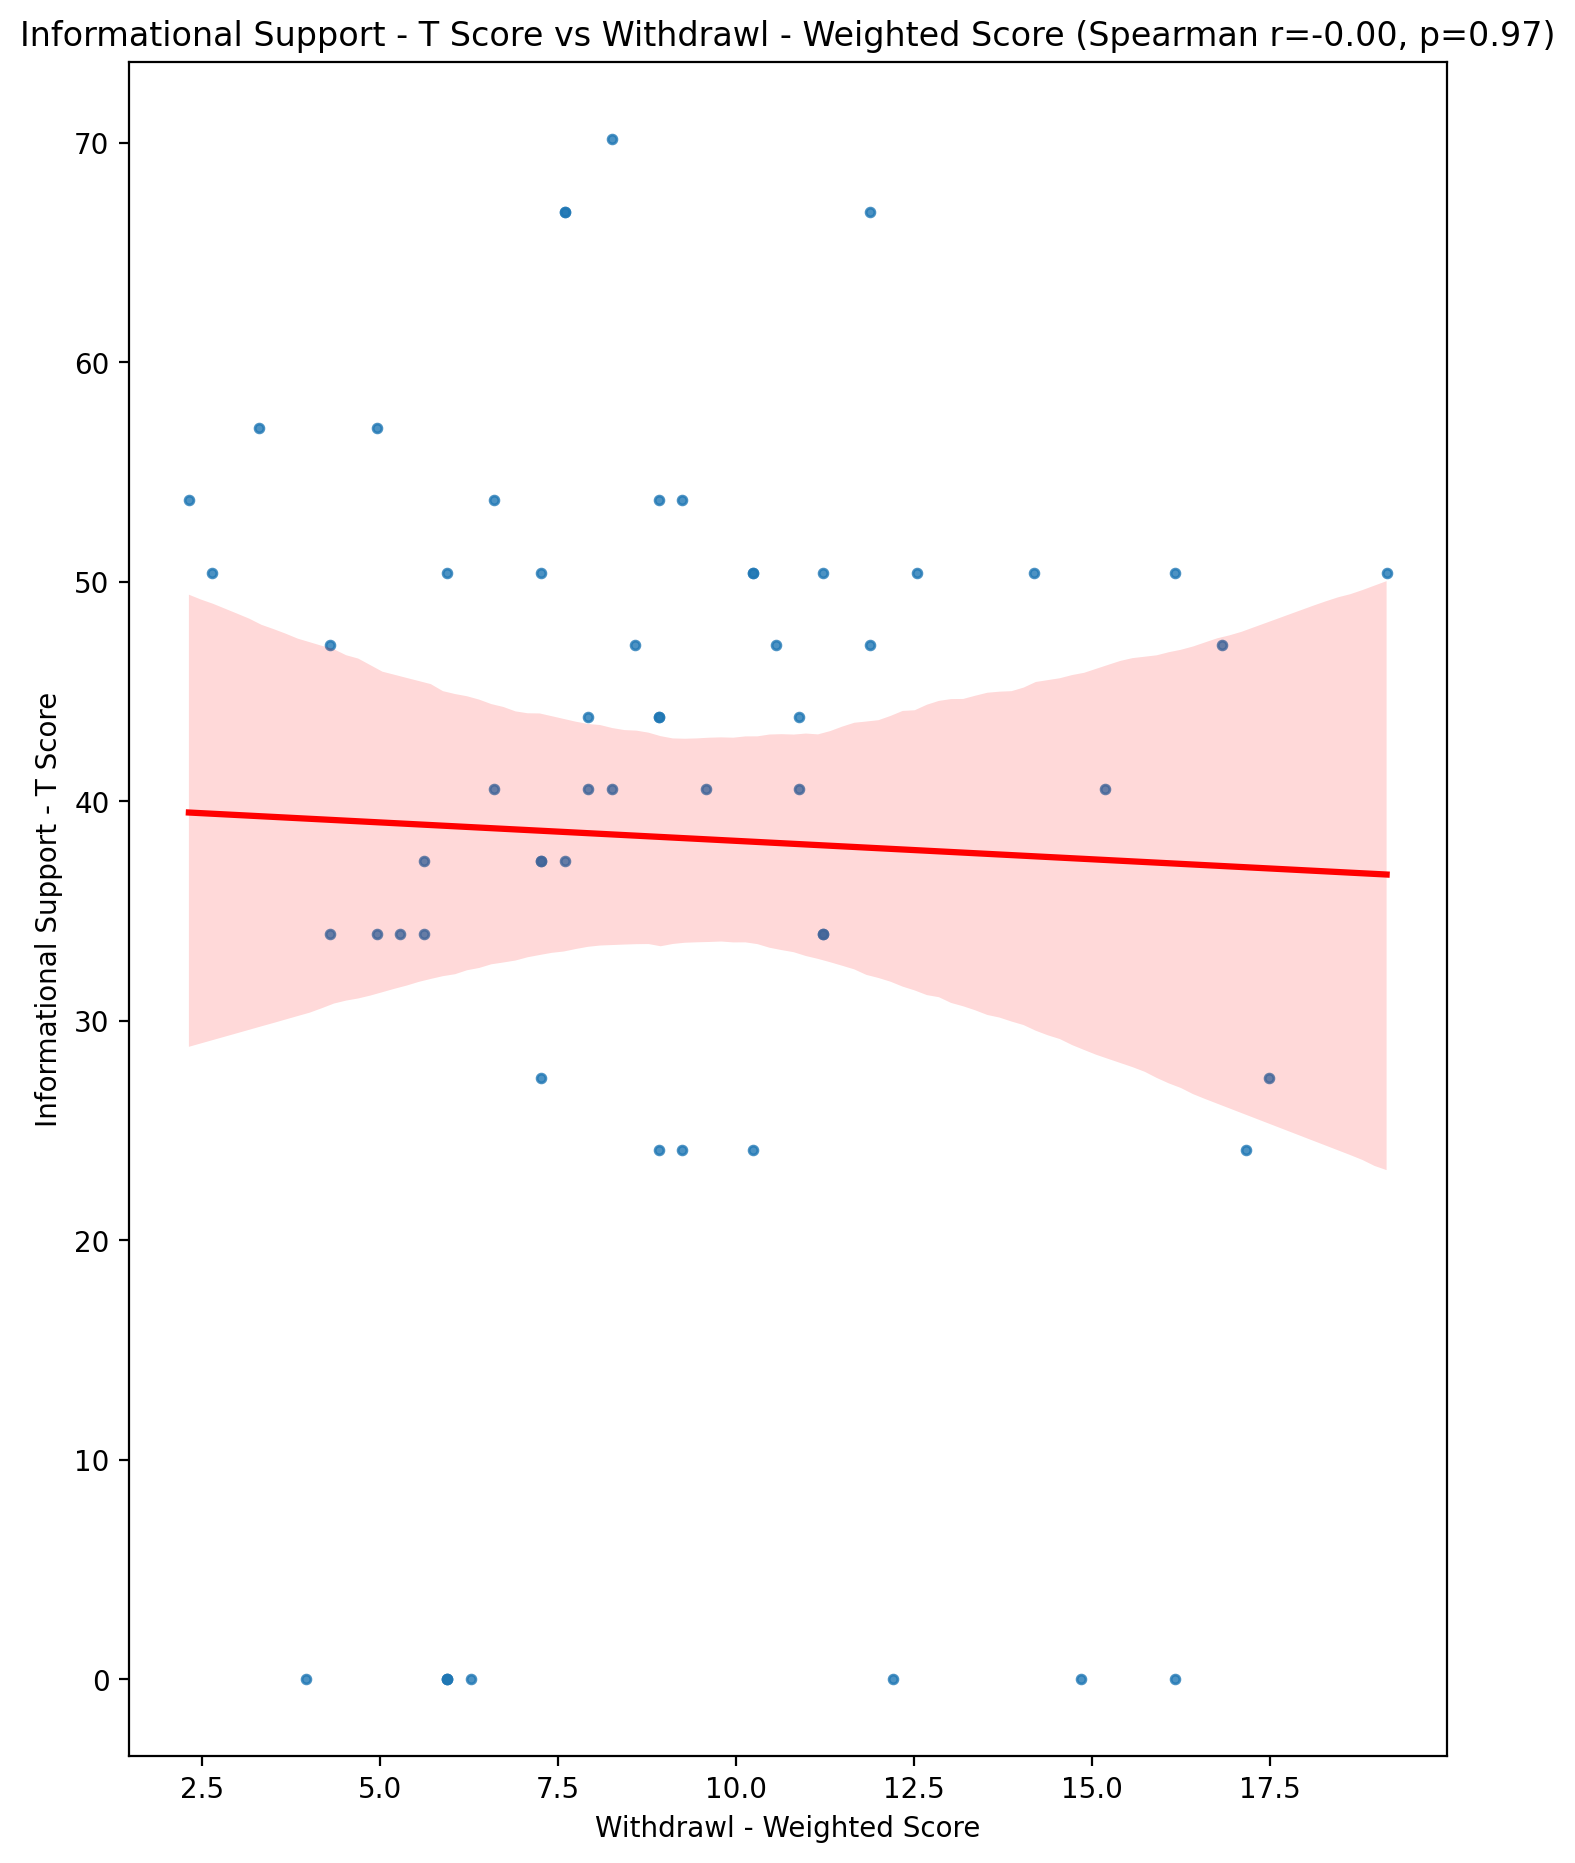 Informational Support - T Score vs Withdrawl - Weighted Score (Spearman r=-0.00, p=0.97)
70
60
50
40
30
20
10
0
Informational Support - T Score
2.5 5.0 7.5 10.0 12.5 15.0 17.5
Withdrawl - Weighted Score